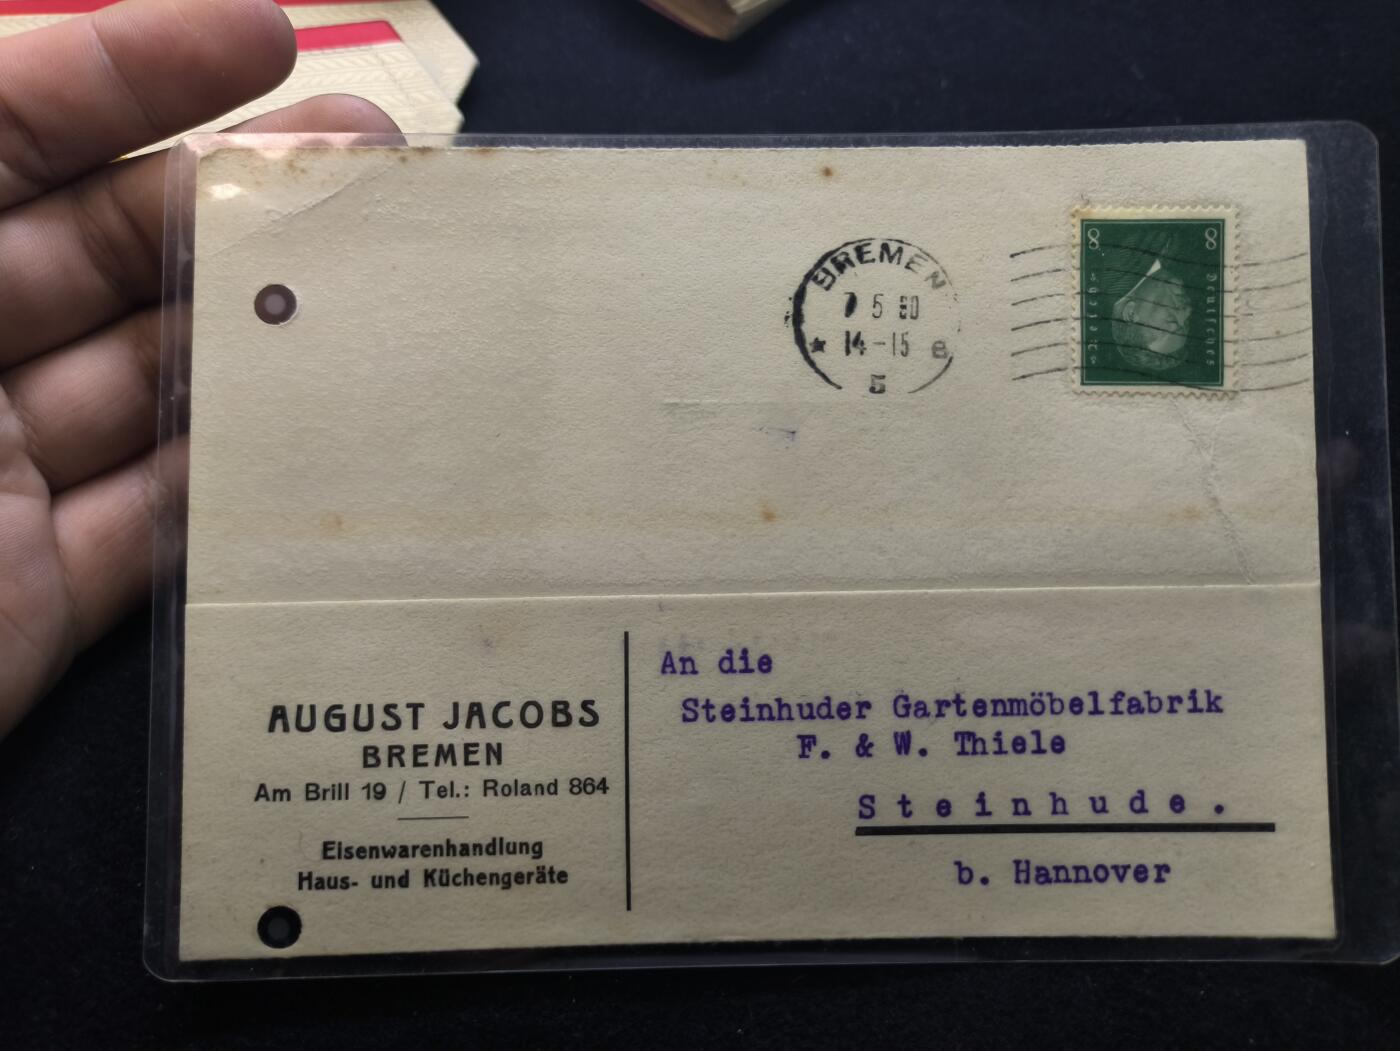 BREMEN
7 5 30
14-15
5
8 8
Deutsches
Reich
AUGUST JACOBS
BREMEN
Am Brill 19 / Tel.: Roland 864
Eisenwarenhandlung
Haus- und Küchengeräte
An die
Steinhuder Gartenmöbelfabrik
F. & W. Thiele
Steinhude.
b. Hannover